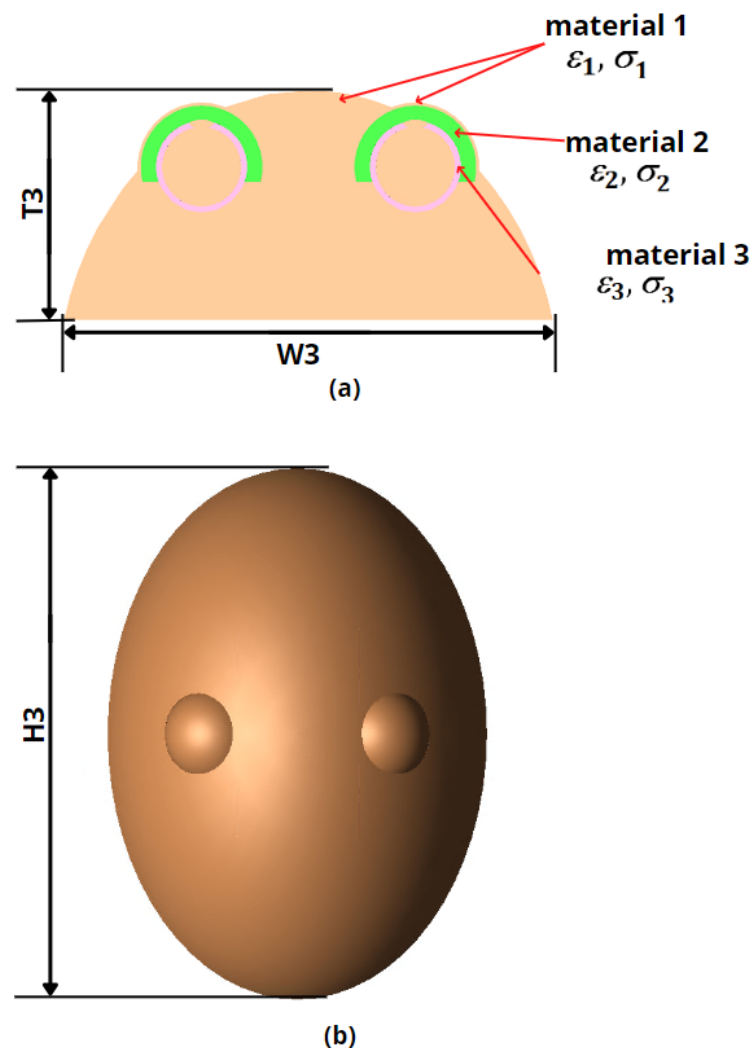 material 1
ε₁, σ₁
material 2
ε₂, σ₂
material 3
ε₃, σ₃
T3
W3
(a)
H3
(b)